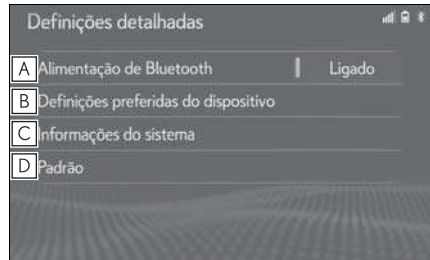 Definições detalhadas
A Alimentação de Bluetooth Ligado
B Definições preferidas do dispositivo
C Informações do sistema
D Padrão